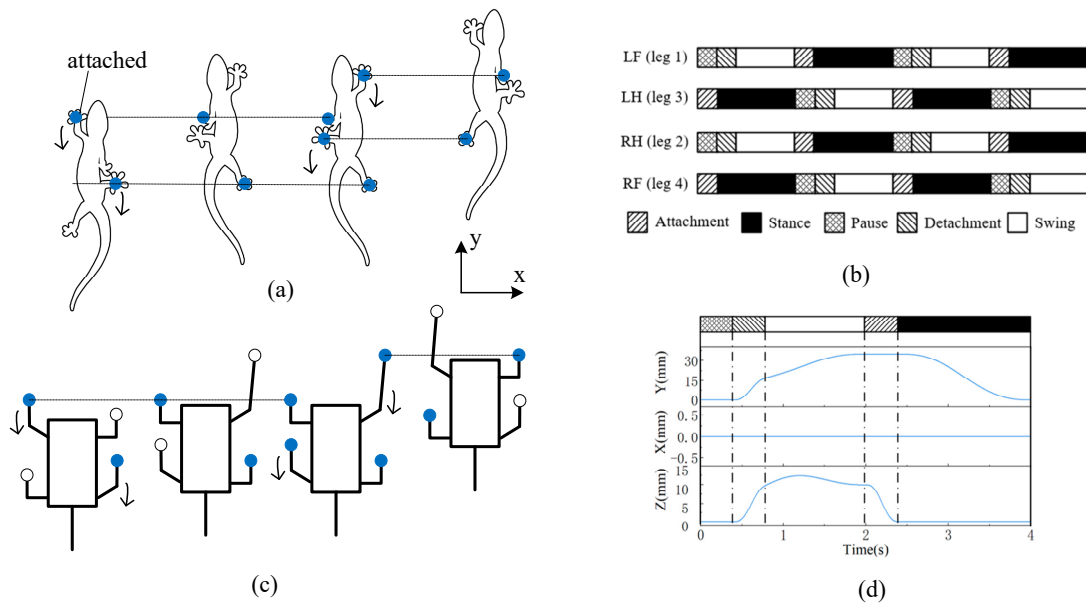 attached
y
x
(a)
LF (leg 1)
LH (leg 3)
RH (leg 2)
RF (leg 4)
Attachment Stance Pause Detachment Swing
(b)
(c)
Y(mm)
30
15
0
X(mm)
0.5
0.0
-0.5
Z(mm)
15
10
5
0
0 1 2 3 4
Time(s)
(d)